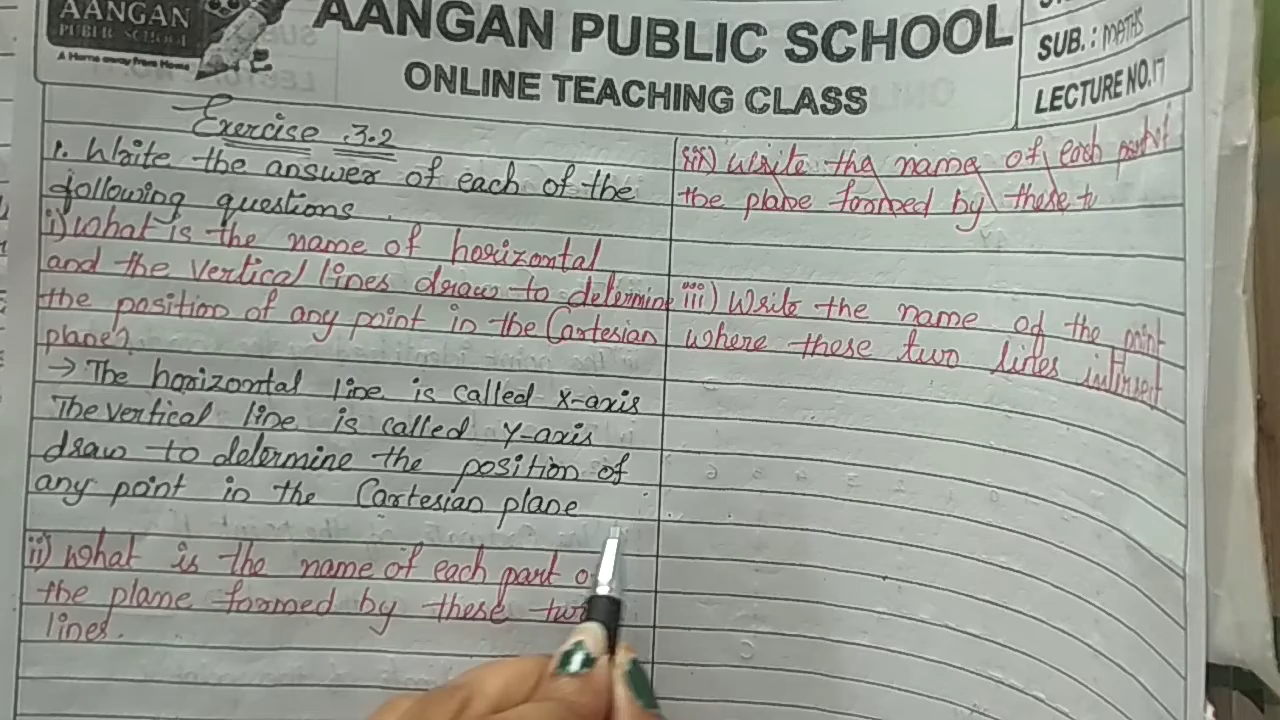 AANGAN
PUBLIC SCHOOL
A Home away from Home
AANGAN PUBLIC SCHOOL
ONLINE TEACHING CLASS
SUB. : MATHS
LECTURE NO. 17
Exercise 3.2
1. Write the answer of each of the
following questions.
i) What is the name of horizontal
and the vertical lines draw to determine
the position of any point in the Cartesian
plane?
→ The horizontal line is called X-axis
The vertical line is called Y-axis
draw to determine the position of
any point in the Cartesian plane
ii) What is the name of each part
the plane formed by these two
lines.
iii) Write the name of each part of
the plane formed by these
iii) Write the name of the point
where these two lines